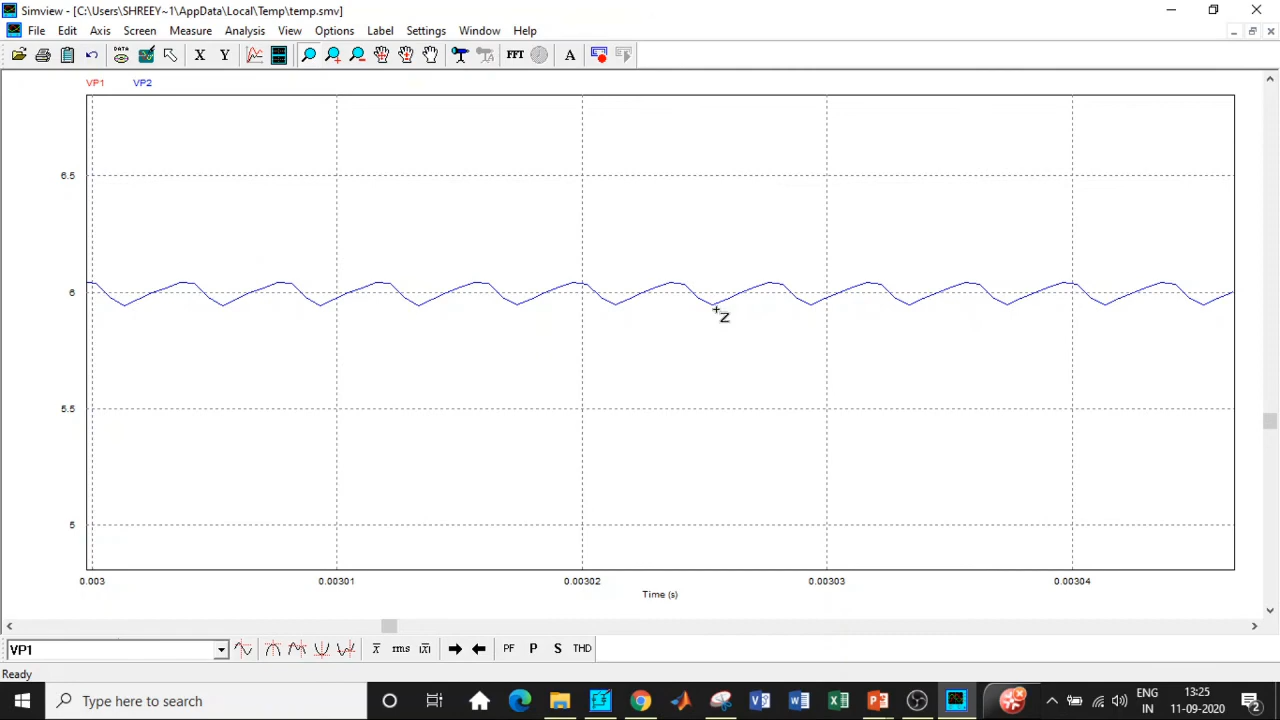 Simview - [C:\Users\SHREEY~1\AppData\Local\Temp\temp.smv]
File Edit Axis Screen Measure Analysis View Options Label Settings Window Help
DATA X Y FFT A
VP1 VP2
6.5
6
5.5
5
0.003 0.00301 0.00302 0.00303 0.00304
Time (s)
Z
VP1 x rms |x| PF P S THD
Ready
Type here to search
ENG
IN
13:25
11-09-2020
2